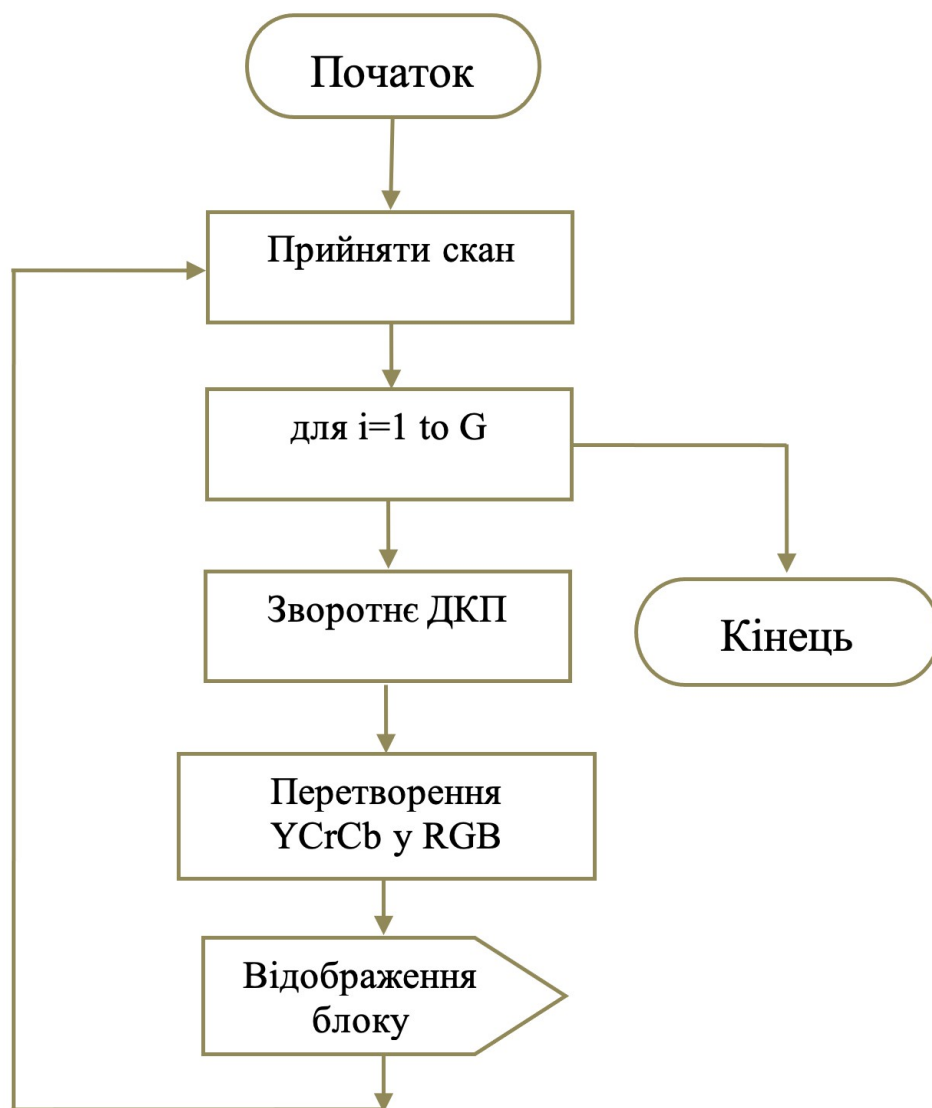 Початок
Прийняти скан
для i=1 to G
Зворотнє ДКП
Кінець
Перетворення
YCrCb у RGB
Відображення
блоку